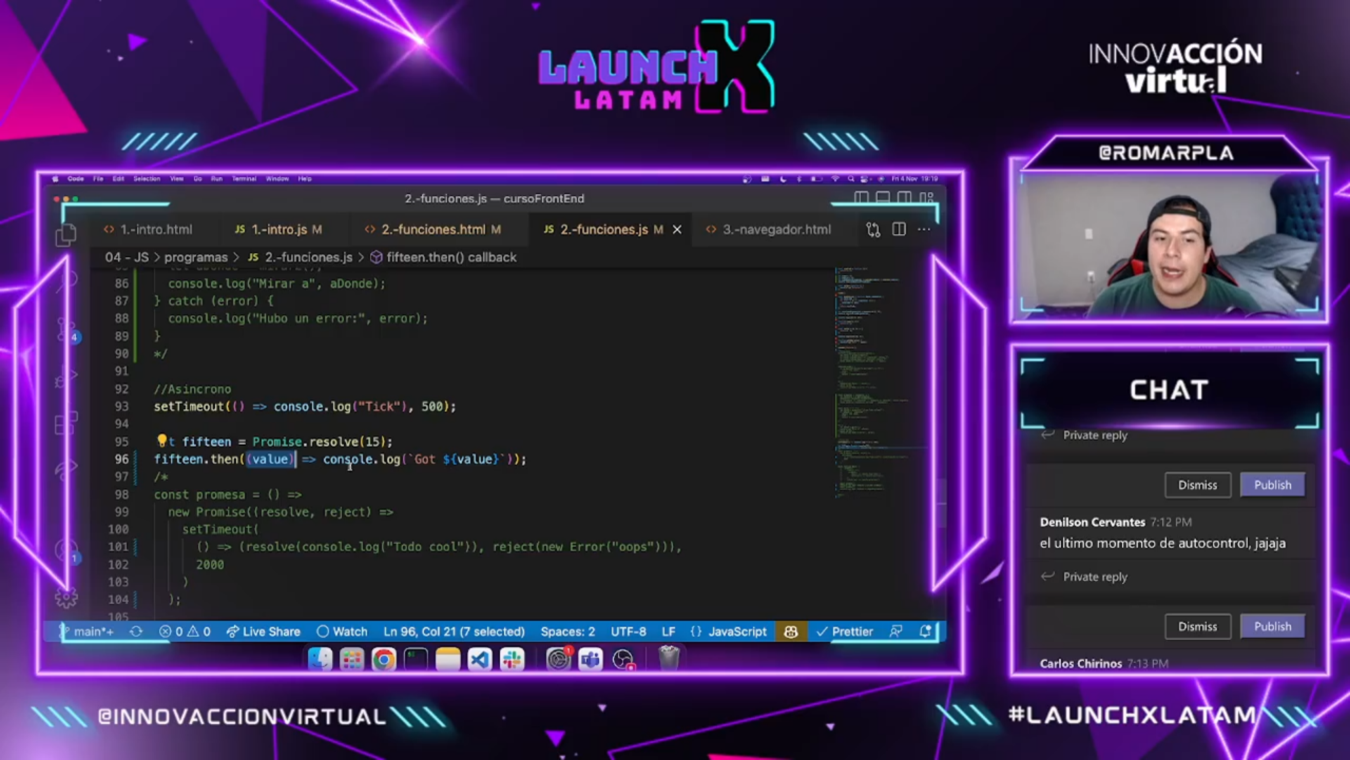 LAUNCH X
LATAM
INNOVACCIÓN
virtual
@ROMARPLA
Code File Edit Selection View Go Run Terminal Window Help
Fri 4 Nov 19:19
2.-funciones.js — cursoFrontEnd
1.-intro.html
JS 1.-intro.js M
2.-funciones.html M
JS 2.-funciones.js M
3.-navegador.html
04 - JS > programas > JS 2.-funciones.js > fifteen.then() callback
86 console.log("Mirar a", aDonde);
87 } catch (error) {
88 console.log("Hubo un error:", error);
89 }
90 */
91
92 //Asincrono
93 setTimeout(() => console.log("Tick"), 500);
94
95 t fifteen = Promise.resolve(15);
96 fifteen.then((value) => console.log(`Got ${value}`));
97 /*
98 const promesa = () =>
99 new Promise((resolve, reject) =>
100 setTimeout(
101 () => (resolve(console.log("Todo cool")), reject(new Error("oops"))),
102 2000
103 )
104 );
105
4
1
main*+
0 0
Live Share
Watch
Ln 96, Col 21 (7 selected)
Spaces: 2
UTF-8
LF
{} JavaScript
Prettier
CHAT
Private reply
Dismiss
Publish
Denilson Cervantes 7:12 PM
el ultimo momento de autocontrol, jajaja
Private reply
Dismiss
Publish
Carlos Chirinos 7:13 PM
@INNOVACCIONVIRTUAL
#LAUNCHXLATAM